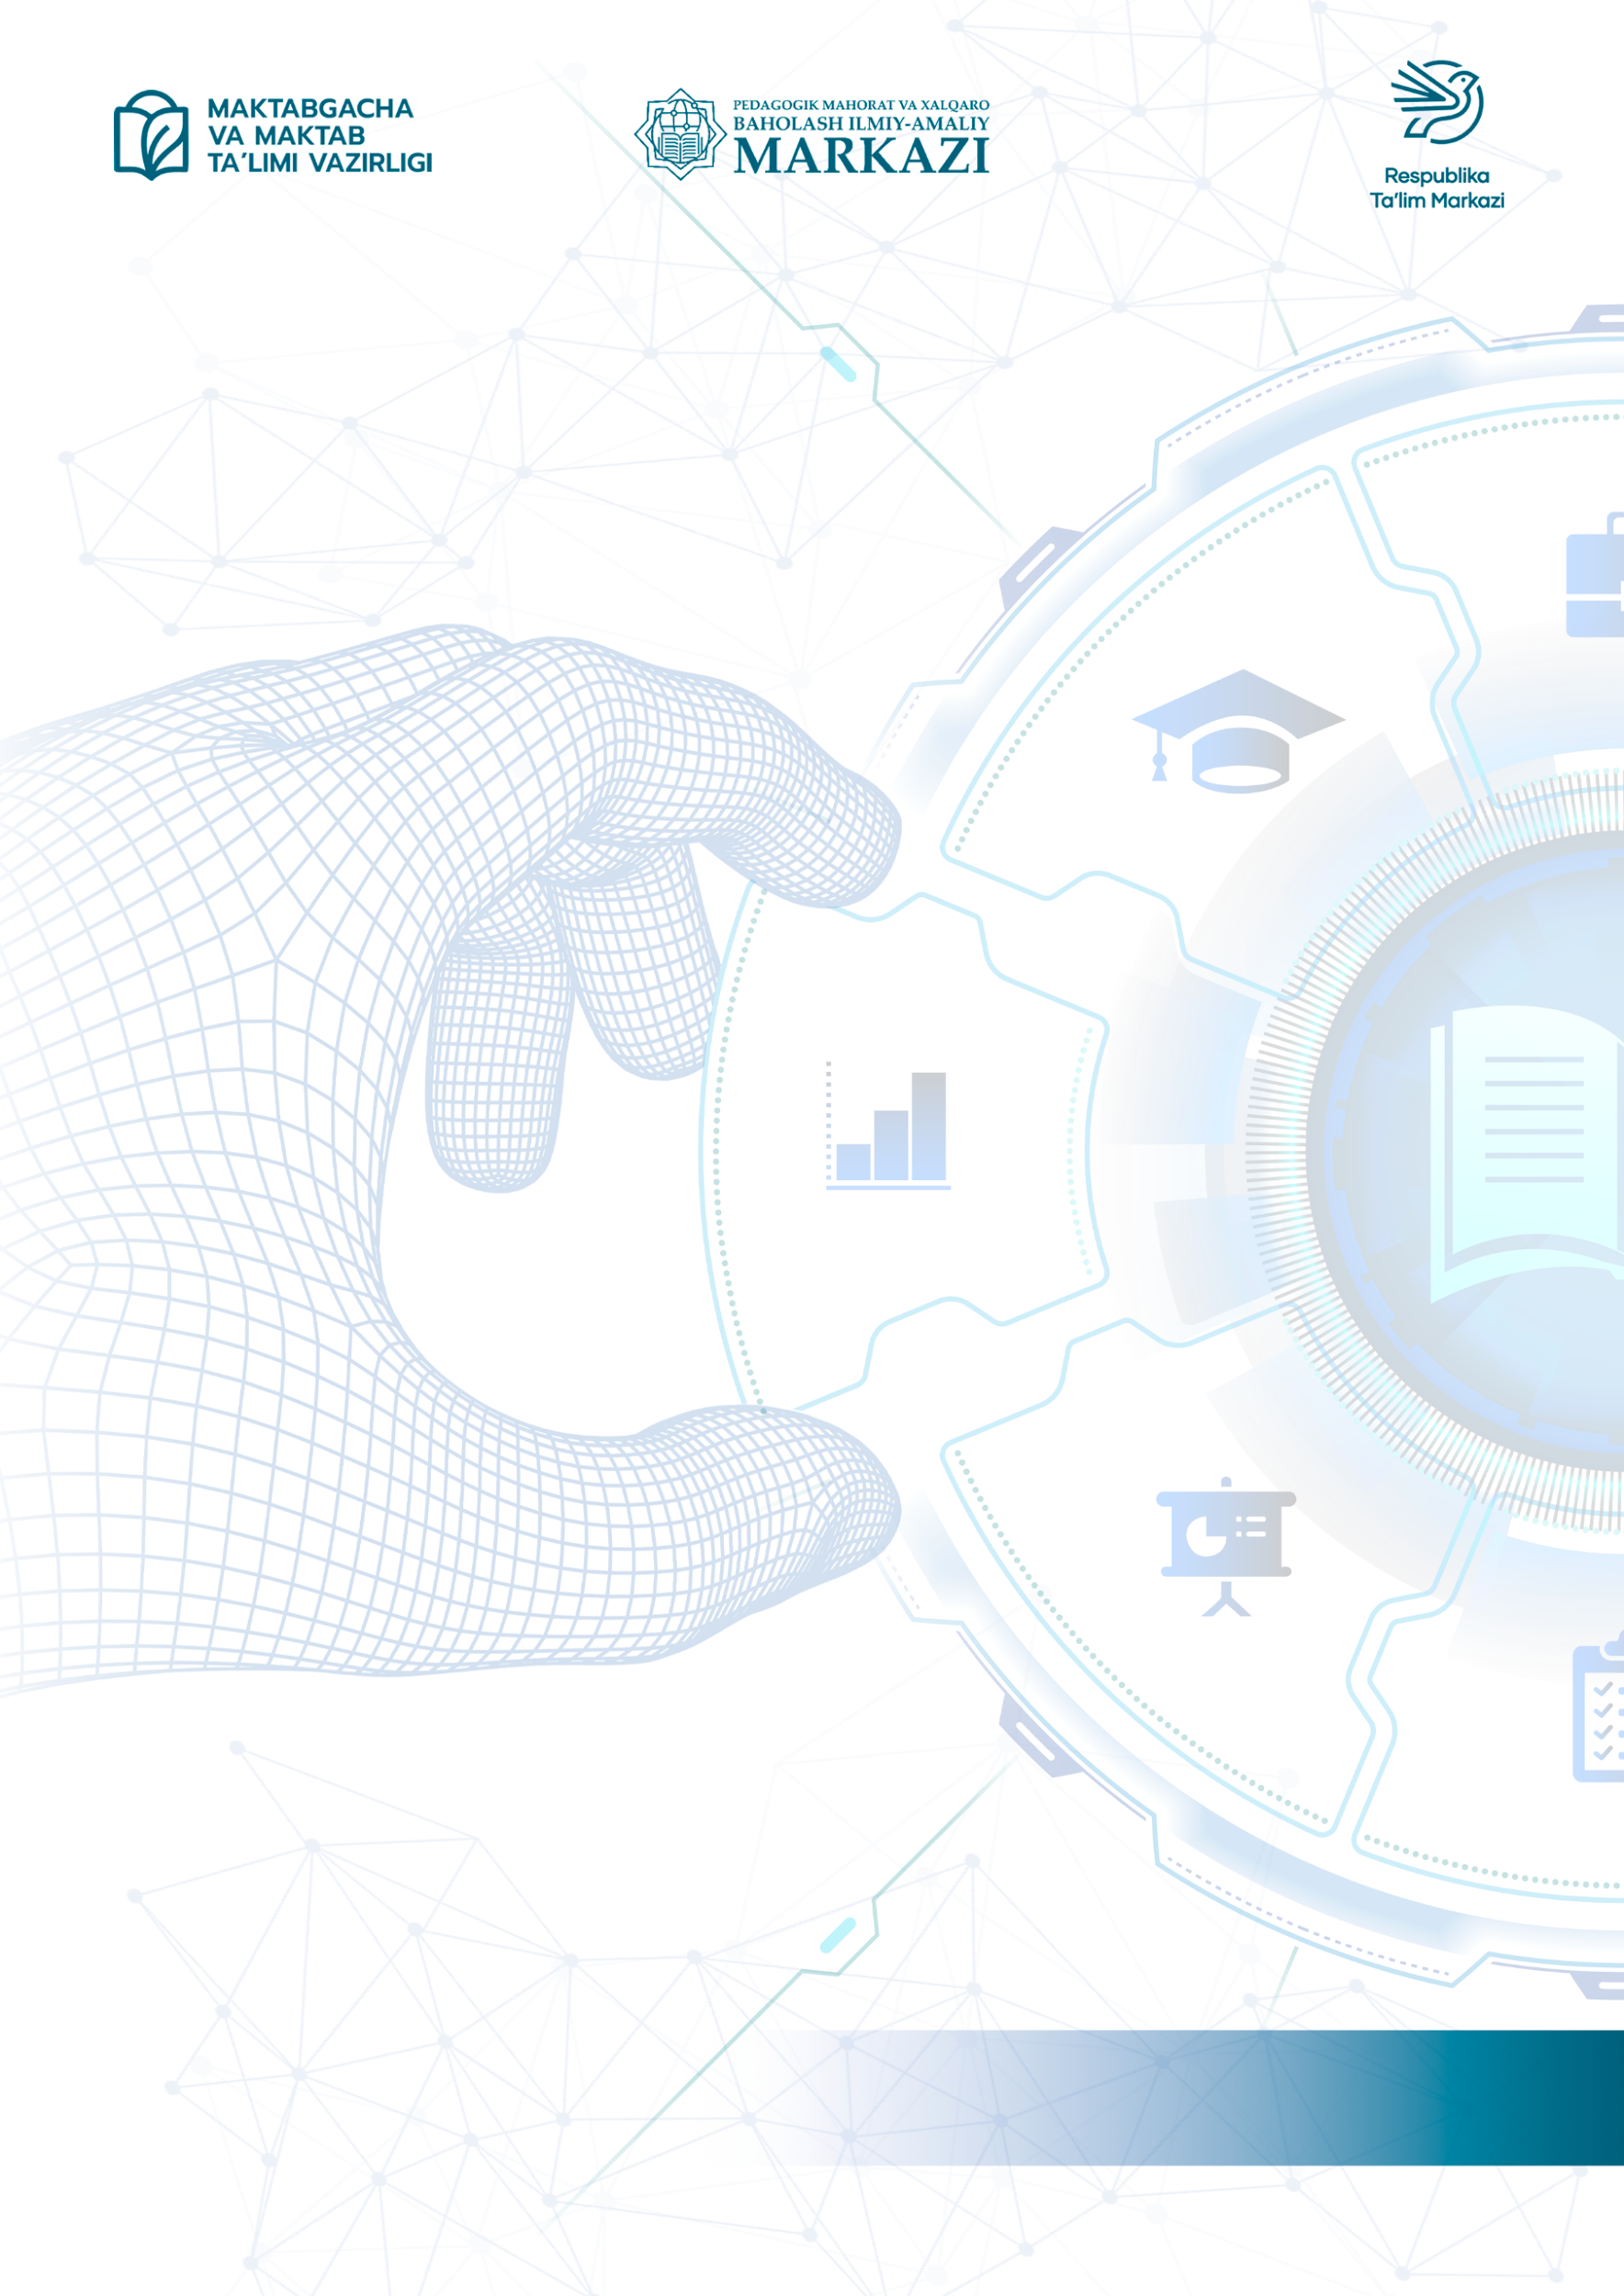 MAKTABGACHA
VA MAKTAB
TA’LIMI VAZIRLIGI
PEDAGOGIK MAHORAT VA XALQARO
BAHOLASH ILMIY-AMALIY
MARKAZI
Respublika
Ta’lim Markazi